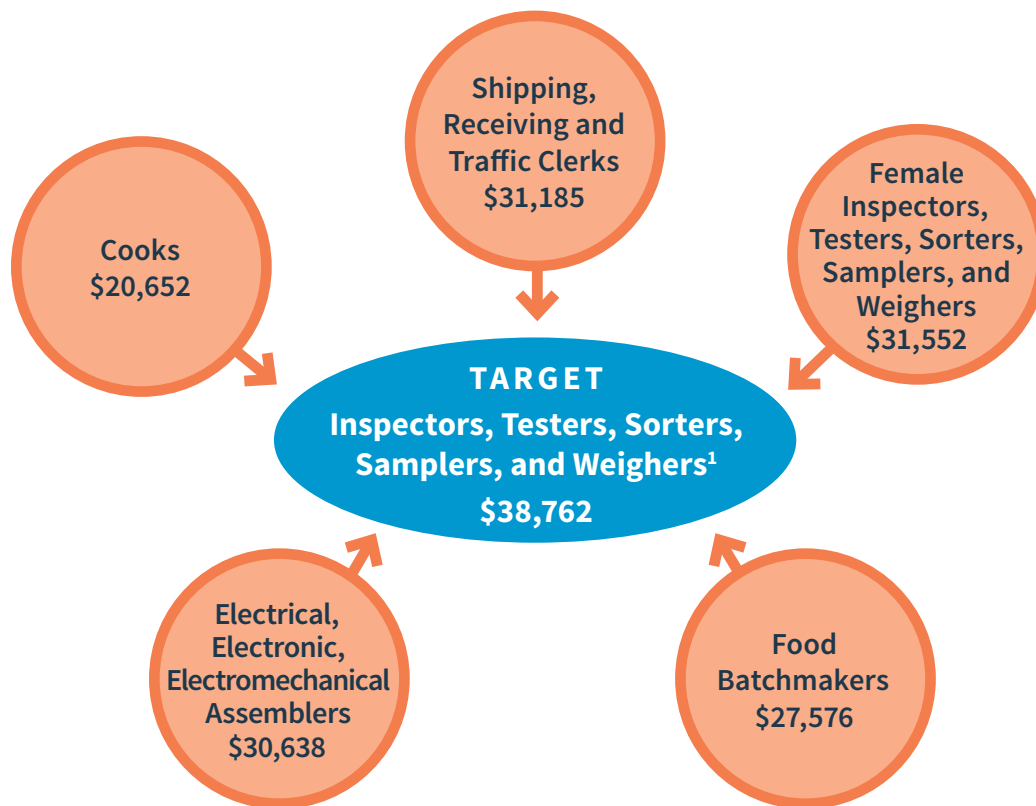 Shipping,
Receiving and
Traffic Clerks
$31,185
Cooks
$20,652
Female
Inspectors,
Testers, Sorters,
Samplers, and
Weighers
$31,552
TARGET
Inspectors, Testers, Sorters,
Samplers, and Weighers¹
$38,762
Electrical,
Electronic,
Electromechanical
Assemblers
$30,638
Food
Batchmakers
$27,576